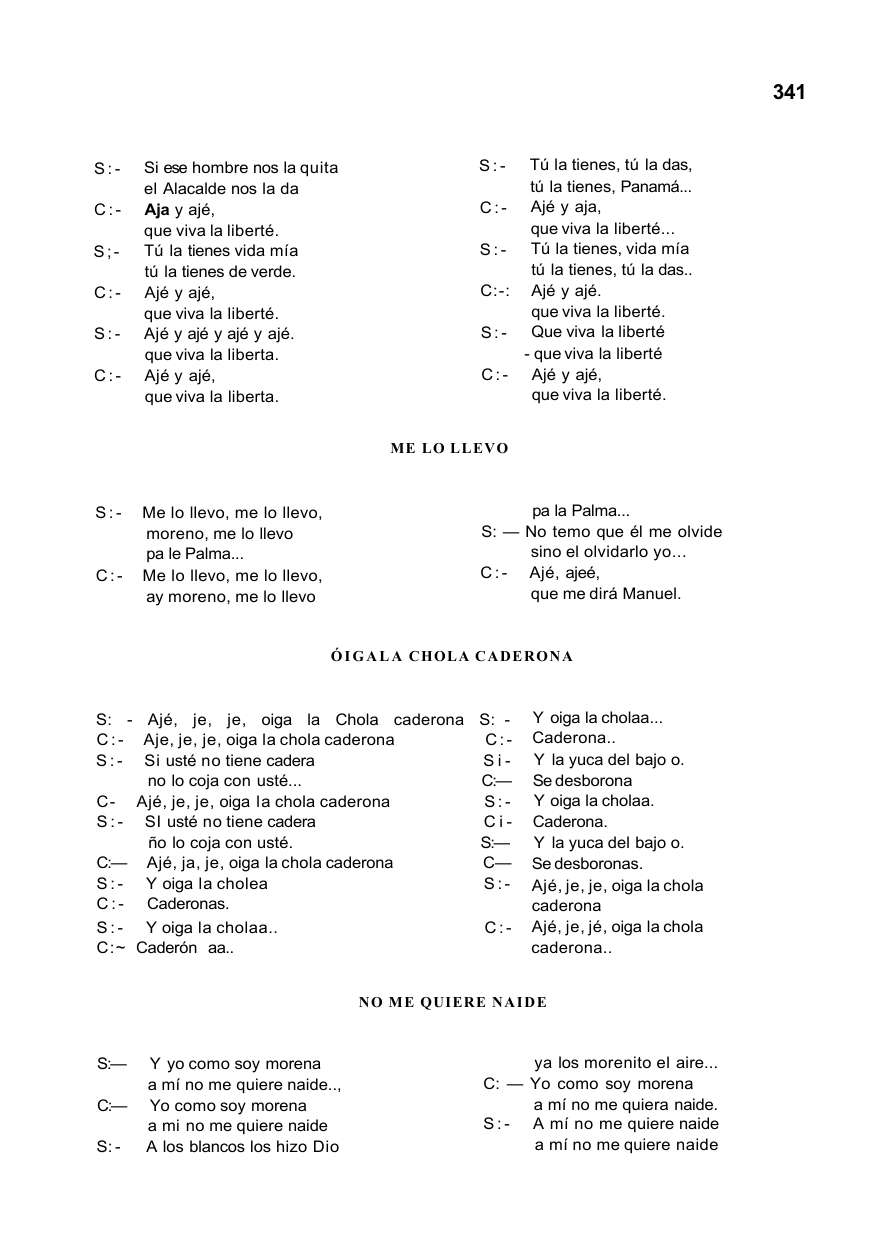 341
S:- Si ese hombre nos la quita
el Alacalde nos la da
C:- Aja y ajé,
que viva la liberté.
S;- Tú la tienes vida mía
tú la tienes de verde.
C:- Ajé y ajé,
que viva la liberté.
S:- Ajé y ajé y ajé y ajé.
que viva la liberta.
C:- Ajé y ajé,
que viva la liberta.
S:- Tú la tienes, tú la das,
tú la tienes, Panamá...
C:- Ajé y aja,
que viva la liberté...
S:- Tú la tienes, vida mía
tú la tienes, tú la das..
C:-: Ajé y ajé.
que viva la liberté.
S:- Que viva la liberté
- que viva la liberté
C:- Ajé y ajé,
que viva la liberté.
ME LO LLEVO
S:- Me lo llevo, me lo llevo,
moreno, me lo llevo
pa le Palma...
C:- Me lo llevo, me lo llevo,
ay moreno, me lo llevo
pa la Palma...
S: — No temo que él me olvide
sino el olvidarlo yo...
C:- Ajé, ajeé,
que me dirá Manuel.
ÓIGALA CHOLA CADERONA
S: - Ajé, je, je, oiga la Chola caderona
C:- Aje, je, je, oiga la chola caderona
S:- Si usté no tiene cadera
no lo coja con usté...
C- Ajé, je, je, oiga la chola caderona
S:- SI usté no tiene cadera
ño lo coja con usté.
C:— Ajé, ja, je, oiga la chola caderona
S:- Y oiga la cholea
C:- Caderonas.
S:- Y oiga la cholaa..
C:~ Caderón aa..
S: - Y oiga la cholaa...
C:- Caderona..
Si- Y la yuca del bajo o.
C:— Se desborona
S:- Y oiga la cholaa.
Ci- Caderona.
S:— Y la yuca del bajo o.
C— Se desboronas.
S:- Ajé, je, je, oiga la chola
caderona
C:- Ajé, je, jé, oiga la chola
caderona..
NO ME QUIERE NAIDE
S:— Y yo como soy morena
a mí no me quiere naide..,
C:— Yo como soy morena
a mi no me quiere naide
S:- A los blancos los hizo Dio
ya los morenito el aire...
C: — Yo como soy morena
a mí no me quiera naide.
S:- A mí no me quiere naide
a mí no me quiere naide